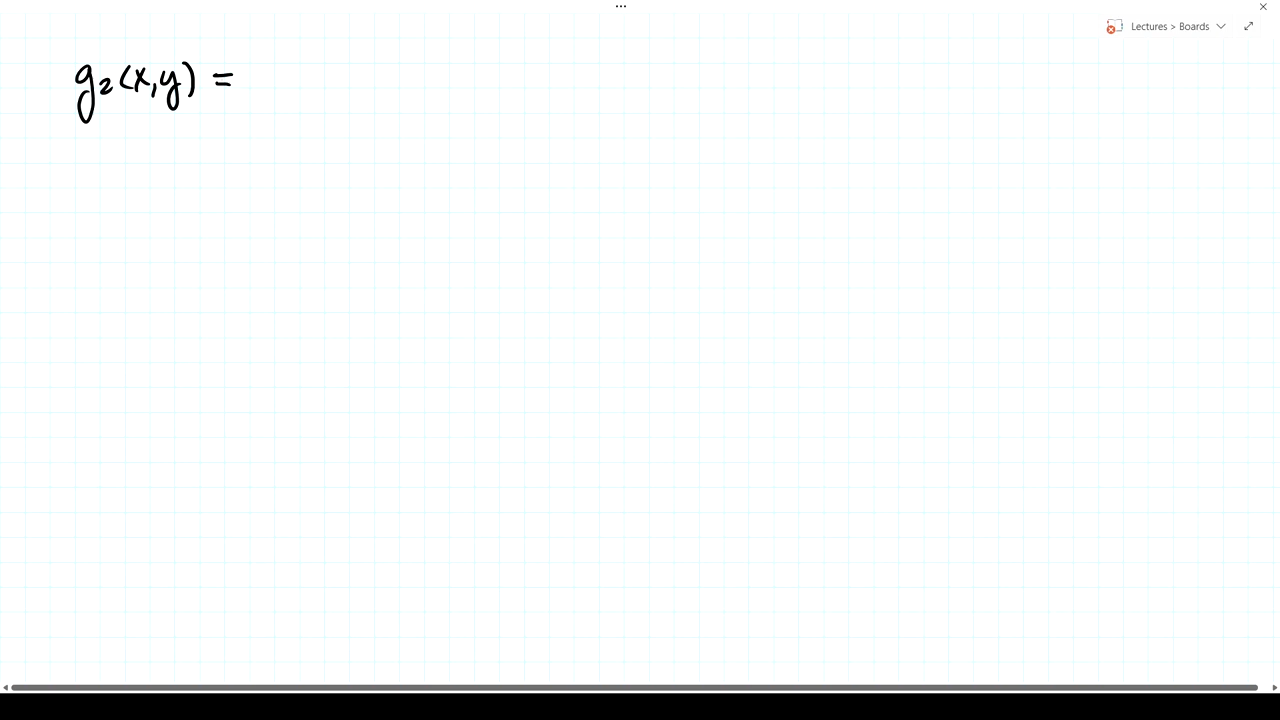 Lectures > Boards
g₂(x,y) =